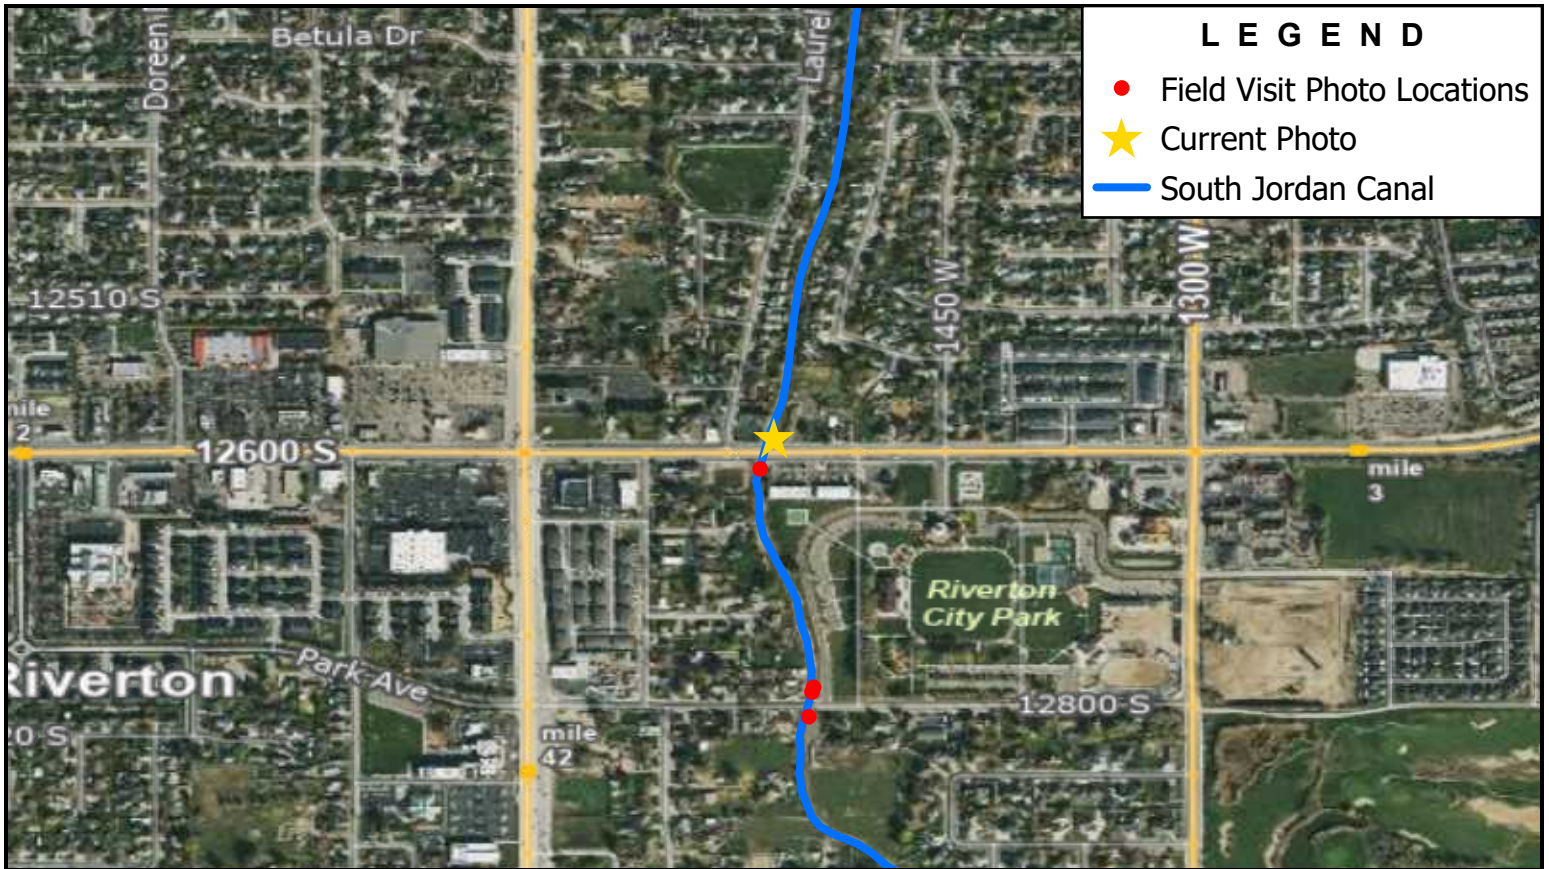 L E G E N D
Field Visit Photo Locations
Current Photo
South Jordan Canal
Betula Dr
Doreen
Laurel
12510 S
1450 W
1300 W
mile
2
12600 S
mile
3
Riverton
City Park
Park Ave
Riverton
12800 S
0 S
mile
42